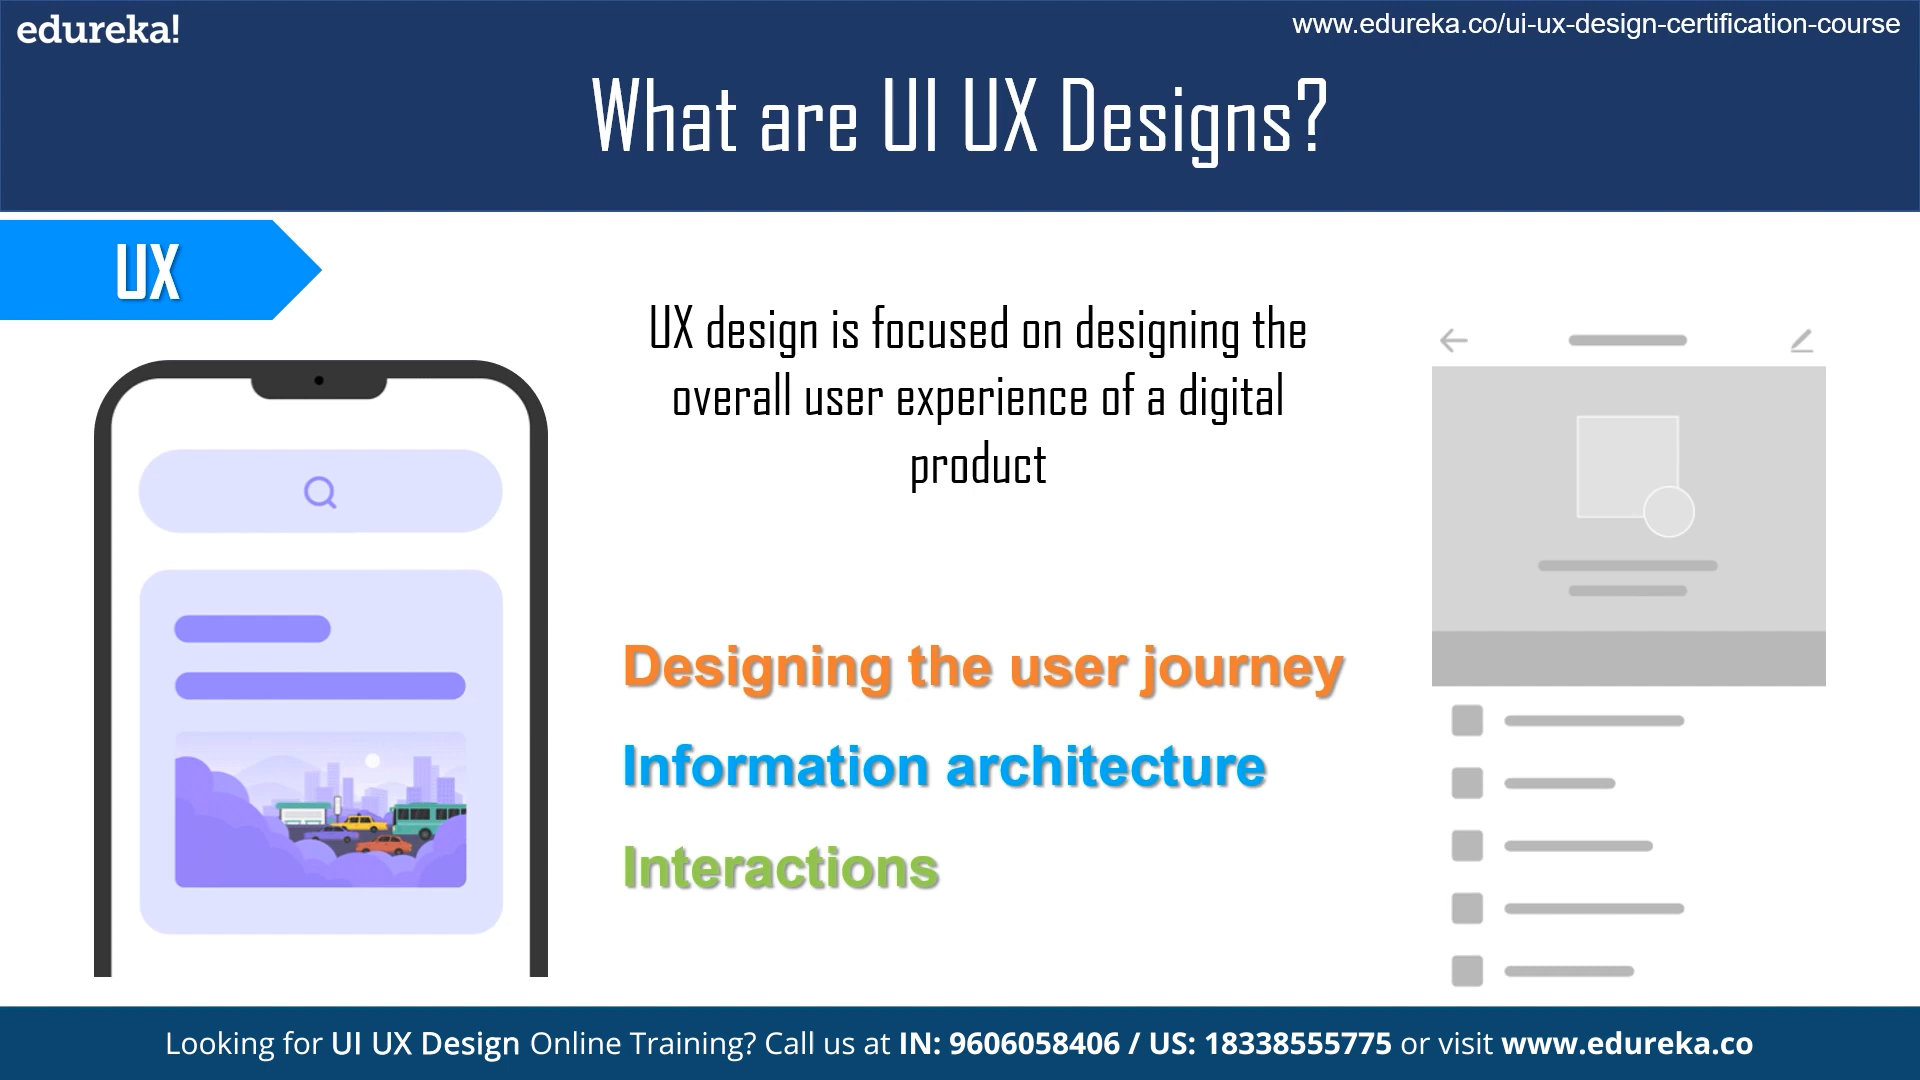 edureka!
www.edureka.co/ui-ux-design-certification-course
What are UI UX Designs?
UX
UX design is focused on designing the
overall user experience of a digital
product
Designing the user journey
Information architecture
Interactions
Looking for UI UX Design Online Training? Call us at IN: 9606058406 / US: 18338555775 or visit www.edureka.co